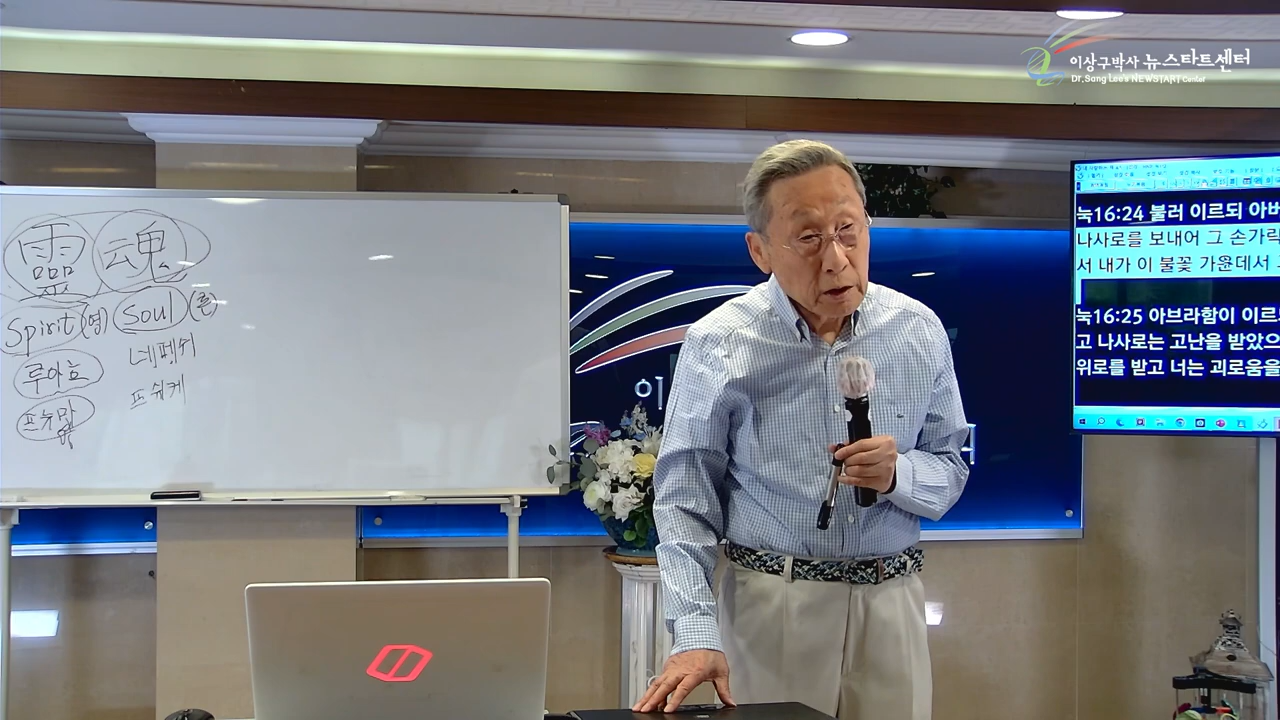 이상구박사 뉴스타트센터
Dr. Sang Lee's NEWSTART Center
靈 魂
Spirit(영) Soul(혼)
루아흐 네페쉬
프뉴마 프쉬케
눅16:24 불러 이르되 아버
나사로를 보내어 그 손가락
서 내가 이 불꽃 가운데서
눅16:25 아브라함이 이르
고 나사로는 고난을 받았으
위로를 받고 너는 괴로움을
이